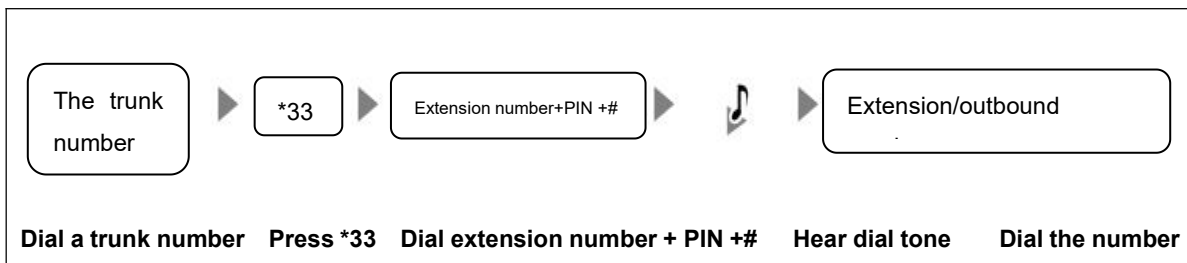 The trunk
number
*33
Extension number+PIN +#
Extension/outbound
Dial a trunk number Press *33 Dial extension number + PIN +# Hear dial tone Dial the number